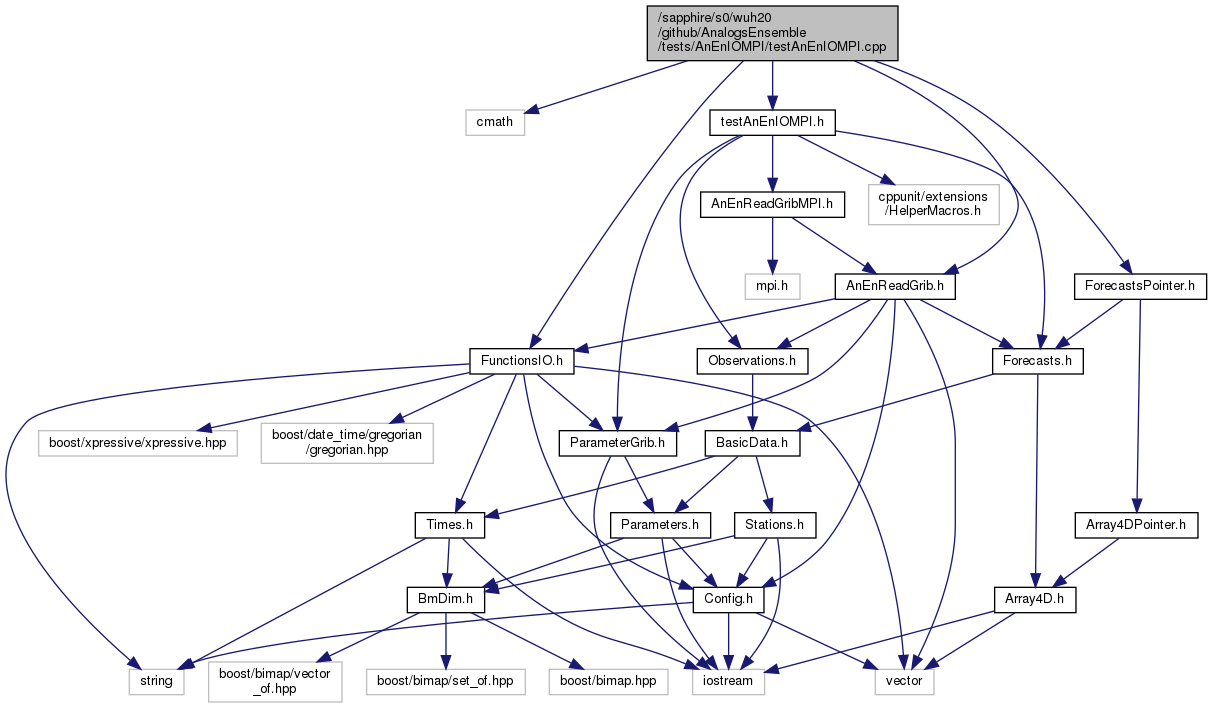 /sapphire/s0/wuh20
/github/AnalogsEnsemble
/tests/AnEnIOMPI/testAnEnIOMPI.cpp
cmath
testAnEnIOMPI.h
AnEnReadGribMPI.h
cppunit/extensions
/HelperMacros.h
mpi.h
AnEnReadGrib.h
ForecastsPointer.h
FunctionsIO.h
Observations.h
Forecasts.h
boost/xpressive/xpressive.hpp
boost/date_time/gregorian
/gregorian.hpp
ParameterGrib.h
BasicData.h
Times.h
Parameters.h
Stations.h
Array4DPointer.h
BmDim.h
Config.h
Array4D.h
string
boost/bimap/vector
_of.hpp
boost/bimap/set_of.hpp
boost/bimap.hpp
iostream
vector